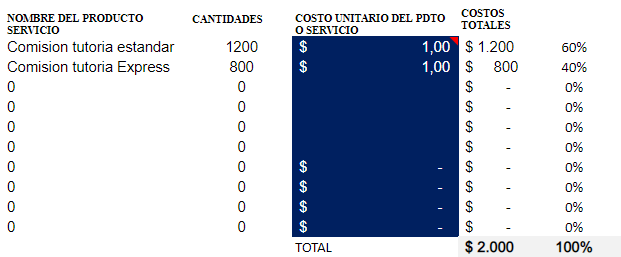 NOMBRE DEL PRODUCTO SERVICIO CANTIDADES COSTO UNITARIO DEL PDTO O SERVICIO COSTOS TOTALES
Comision tutoria estandar 1200 $ 1,00 $ 1.200 60%
Comision tutoria Express 800 $ 1,00 $ 800 40%
0 0 $ - 0%
0 0 $ - 0%
0 0 $ - 0%
0 0 $ - 0%
0 0 $ - $ - 0%
0 0 $ - $ - 0%
0 0 $ - $ - 0%
0 0 $ - $ - 0%
TOTAL $ 2.000 100%